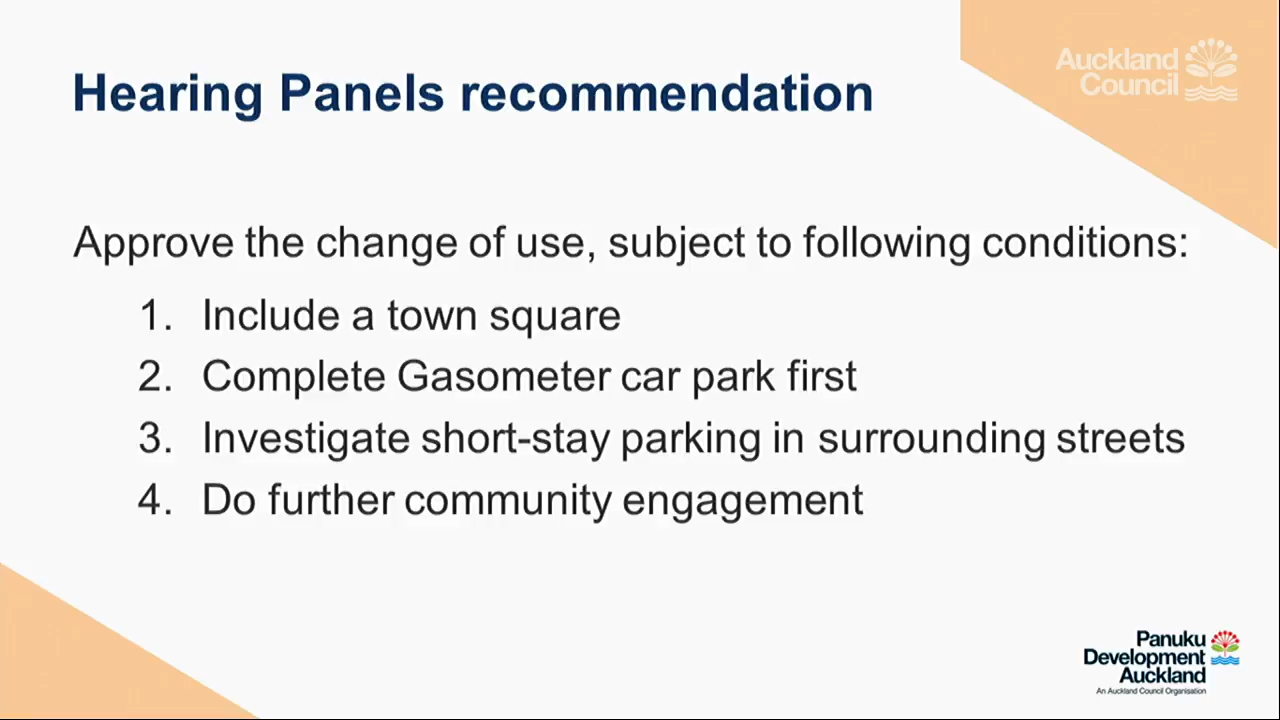 Auckland
Council
Hearing Panels recommendation
Approve the change of use, subject to following conditions:
1. Include a town square
2. Complete Gasometer car park first
3. Investigate short-stay parking in surrounding streets
4. Do further community engagement
Panuku
Development
Auckland
An Auckland Council Organisation